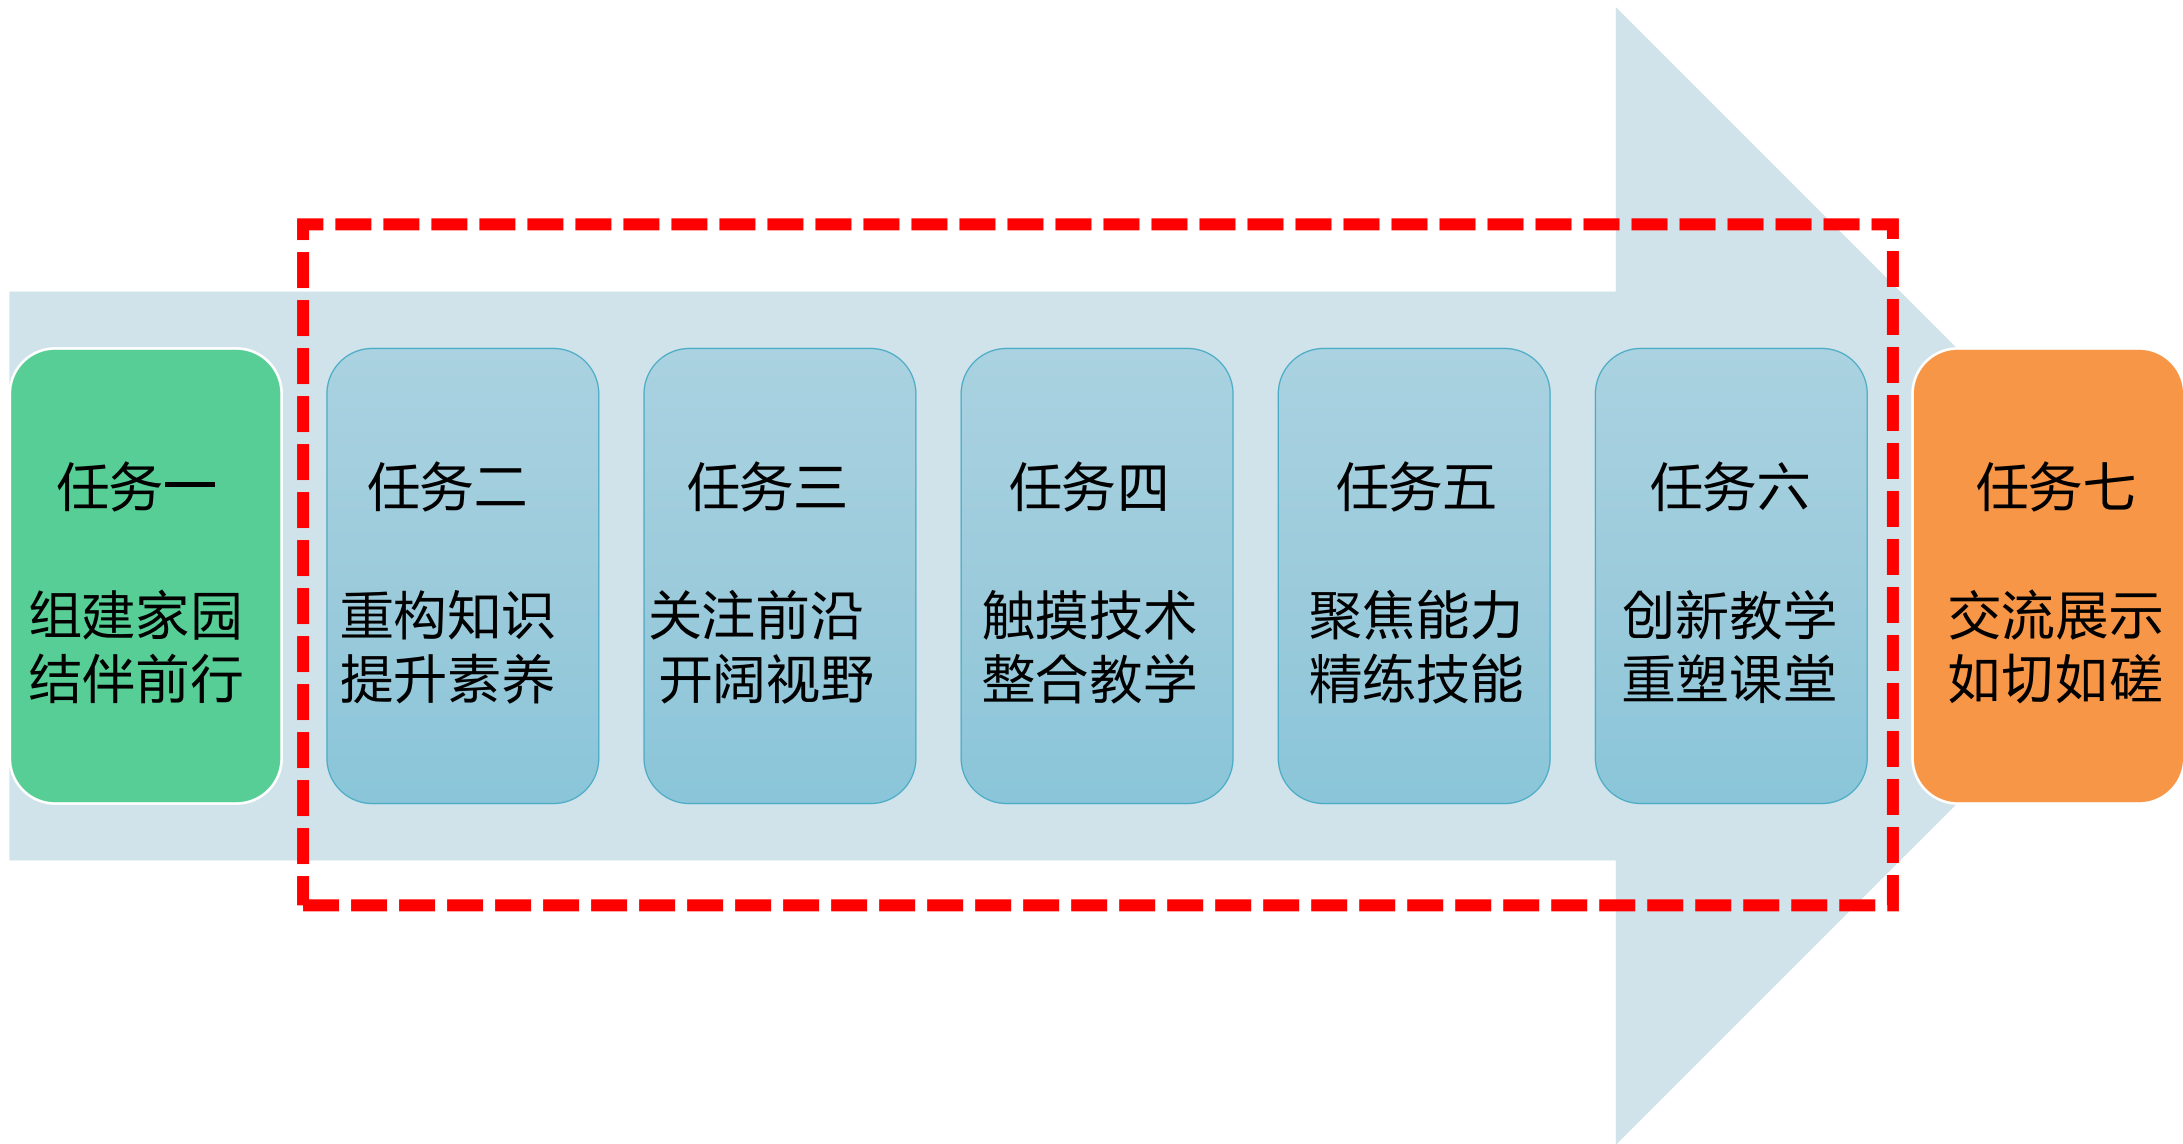 任务一
组建家园
结伴前行
任务二
重构知识
提升素养
任务三
关注前沿
开阔视野
任务四
触摸技术
整合教学
任务五
聚焦能力
精练技能
任务六
创新教学
重塑课堂
任务七
交流展示
如切如磋